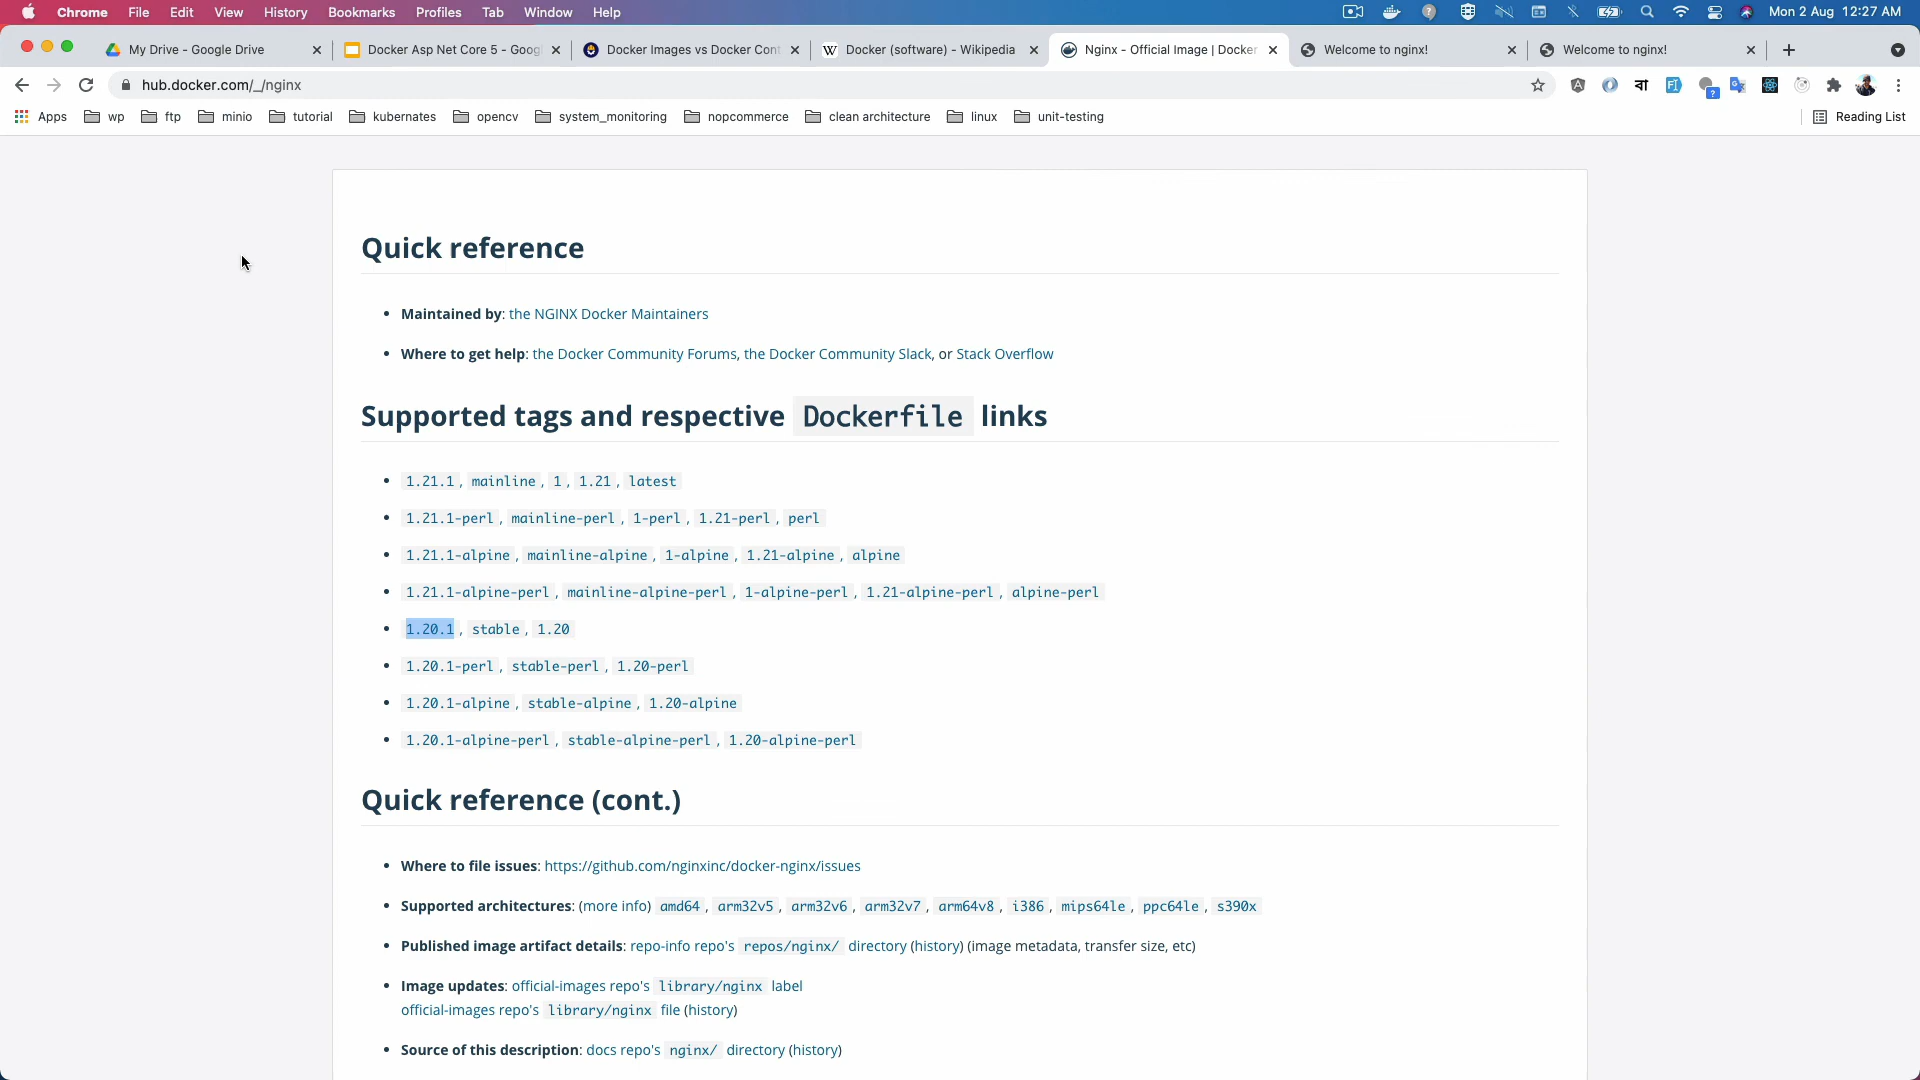 Chrome File Edit View History Bookmarks Profiles Tab Window Help Mon 2 Aug 12:27 AM
My Drive - Google Drive Docker Asp Net Core 5 - Goog Docker Images vs Docker Cont Docker (software) - Wikipedia Nginx - Official Image | Docker Welcome to nginx! Welcome to nginx!
hub.docker.com/_/nginx
Apps wp ftp minio tutorial kubernates opencv system_monitoring nopcommerce clean architecture linux unit-testing Reading List
Quick reference
• Maintained by: the NGINX Docker Maintainers
• Where to get help: the Docker Community Forums, the Docker Community Slack, or Stack Overflow
Supported tags and respective Dockerfile links
• 1.21.1, mainline, 1, 1.21, latest
• 1.21.1-perl, mainline-perl, 1-perl, 1.21-perl, perl
• 1.21.1-alpine, mainline-alpine, 1-alpine, 1.21-alpine, alpine
• 1.21.1-alpine-perl, mainline-alpine-perl, 1-alpine-perl, 1.21-alpine-perl, alpine-perl
• 1.20.1, stable, 1.20
• 1.20.1-perl, stable-perl, 1.20-perl
• 1.20.1-alpine, stable-alpine, 1.20-alpine
• 1.20.1-alpine-perl, stable-alpine-perl, 1.20-alpine-perl
Quick reference (cont.)
• Where to file issues: https://github.com/nginxinc/docker-nginx/issues
• Supported architectures: (more info) amd64, arm32v5, arm32v6, arm32v7, arm64v8, i386, mips64le, ppc64le, s390x
• Published image artifact details: repo-info repo's repos/nginx/ directory (history) (image metadata, transfer size, etc)
• Image updates: official-images repo's library/nginx label
official-images repo's library/nginx file (history)
• Source of this description: docs repo's nginx/ directory (history)